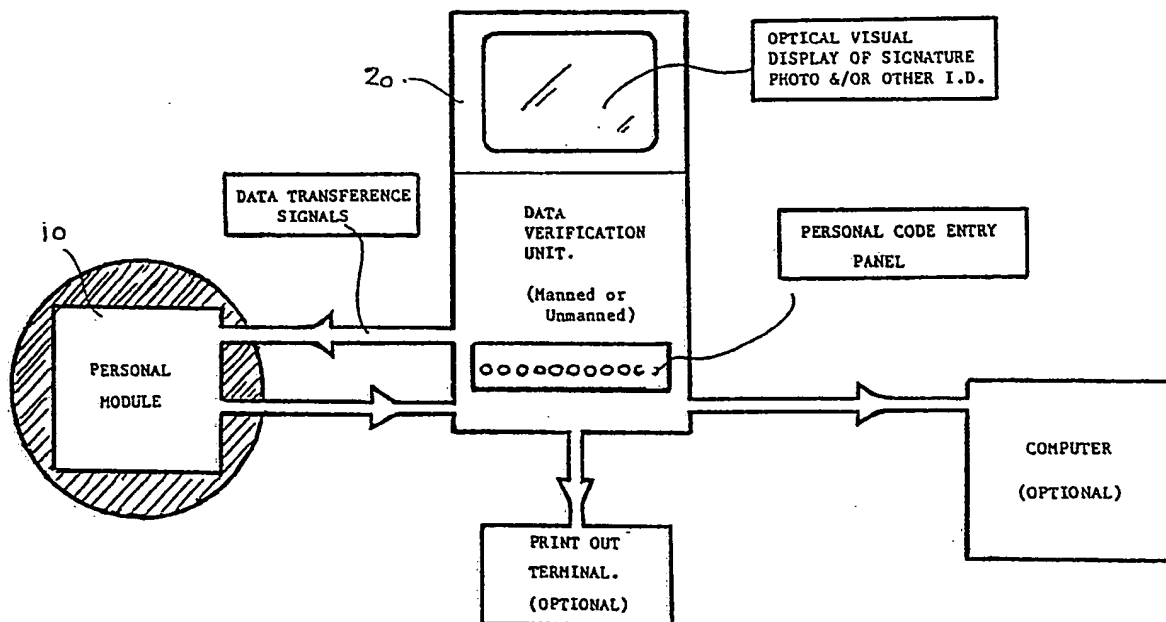 OPTICAL VISUAL
DISPLAY OF SIGNATURE
PHOTO &/OR OTHER I.D.
20
DATA TRANSFERENCE
SIGNALS
DATA
VERIFICATION
UNIT.
(Manned or
Unmanned)
PERSONAL CODE ENTRY
PANEL
10
PERSONAL
MODULE
COMPUTER
(OPTIONAL)
PRINT OUT
TERMINAL.
(OPTIONAL)